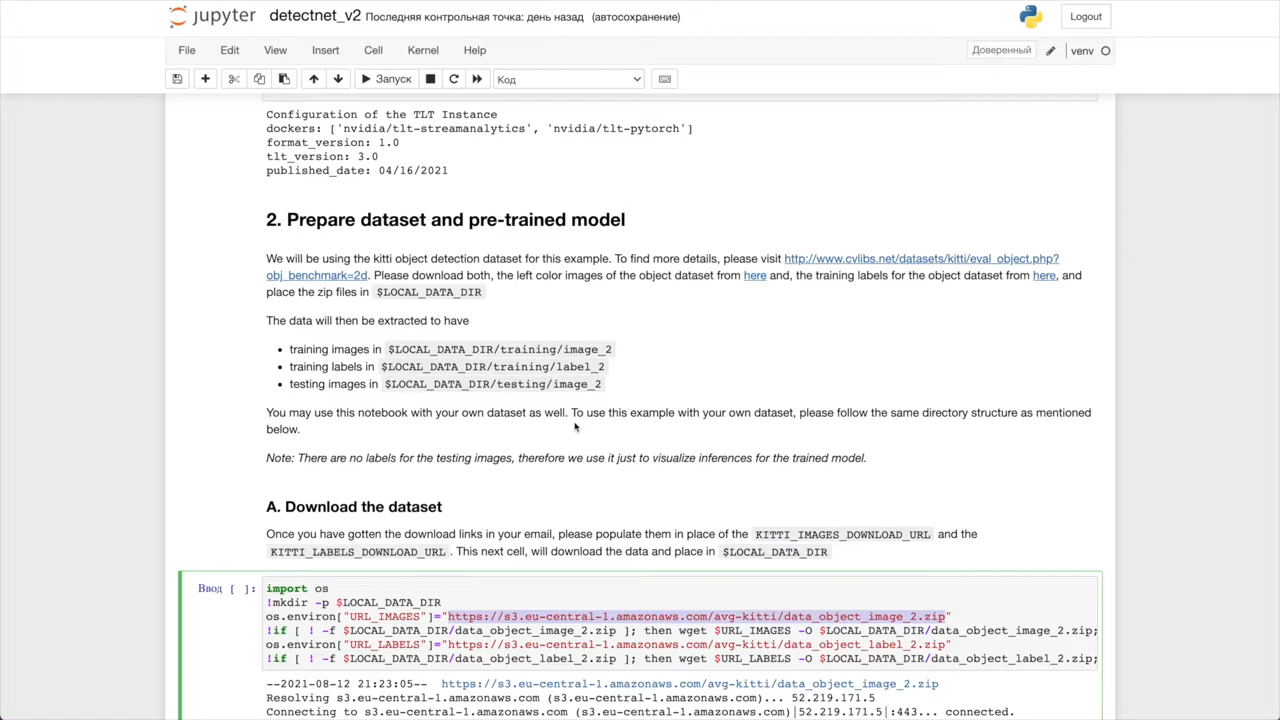 jupyter detectnet_v2 Последняя контрольная точка: день назад (автосохранение) Logout
File Edit View Insert Cell Kernel Help Доверенный venv
Запуск Код
Configuration of the TLT Instance
dockers: ['nvidia/tlt-streamanalytics', 'nvidia/tlt-pytorch']
format_version: 1.0
tlt_version: 3.0
published_date: 04/16/2021
2. Prepare dataset and pre-trained model
We will be using the kitti object detection dataset for this example. To find more details, please visit http://www.cvlibs.net/datasets/kitti/eval_object.php?
obj_benchmark=2d. Please download both, the left color images of the object dataset from here and, the training labels for the object dataset from here, and
place the zip files in $LOCAL_DATA_DIR
The data will then be extracted to have
• training images in $LOCAL_DATA_DIR/training/image_2
• training labels in $LOCAL_DATA_DIR/training/label_2
• testing images in $LOCAL_DATA_DIR/testing/image_2
You may use this notebook with your own dataset as well. To use this example with your own dataset, please follow the same directory structure as mentioned
below.
Note: There are no labels for the testing images, therefore we use it just to visualize inferences for the trained model.
A. Download the dataset
Once you have gotten the download links in your email, please populate them in place of the KITTI_IMAGES_DOWNLOAD_URL and the
KITTI_LABELS_DOWNLOAD_URL. This next cell, will download the data and place in $LOCAL_DATA_DIR
Ввод [ ]: import os
!mkdir -p $LOCAL_DATA_DIR
os.environ["URL_IMAGES"]="https://s3.eu-central-1.amazonaws.com/avg-kitti/data_object_image_2.zip"
!if [ ! -f $LOCAL_DATA_DIR/data_object_image_2.zip ]; then wget $URL_IMAGES -O $LOCAL_DATA_DIR/data_object_image_2.zip;
os.environ["URL_LABELS"]="https://s3.eu-central-1.amazonaws.com/avg-kitti/data_object_label_2.zip"
!if [ ! -f $LOCAL_DATA_DIR/data_object_label_2.zip ]; then wget $URL_LABELS -O $LOCAL_DATA_DIR/data_object_label_2.zip;
--2021-08-12 21:23:05-- https://s3.eu-central-1.amazonaws.com/avg-kitti/data_object_image_2.zip
Resolving s3.eu-central-1.amazonaws.com (s3.eu-central-1.amazonaws.com)... 52.219.171.5
Connecting to s3.eu-central-1.amazonaws.com (s3.eu-central-1.amazonaws.com)|52.219.171.5|:443... connected.